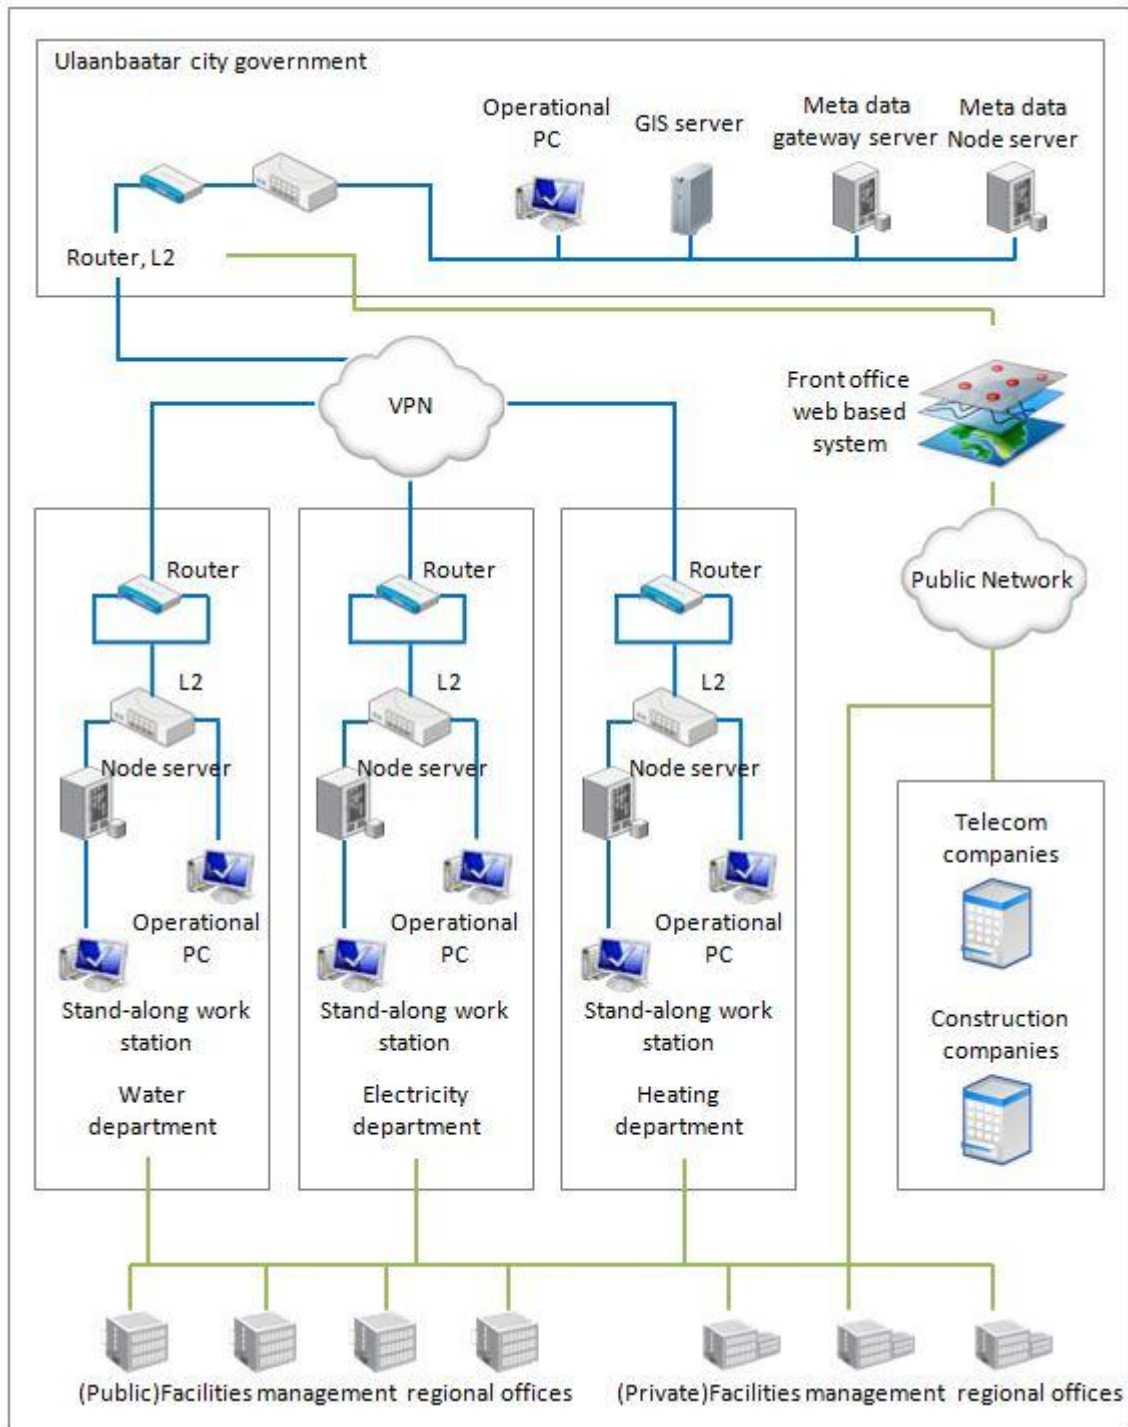 Ulaanbaatar city government
Operational
PC
GIS server
Meta data
gateway server
Meta data
Node server
Router, L2
VPN
Front office
web based
system
Public Network
Router
L2
Node server
Operational
PC
Stand-along work
station
Water
department
Router
L2
Node server
Operational
PC
Stand-along work
station
Electricity
department
Router
L2
Node server
Operational
PC
Stand-along work
station
Heating
department
Telecom
companies
Construction
companies
(Public)Facilities management regional offices
(Private)Facilities management regional offices